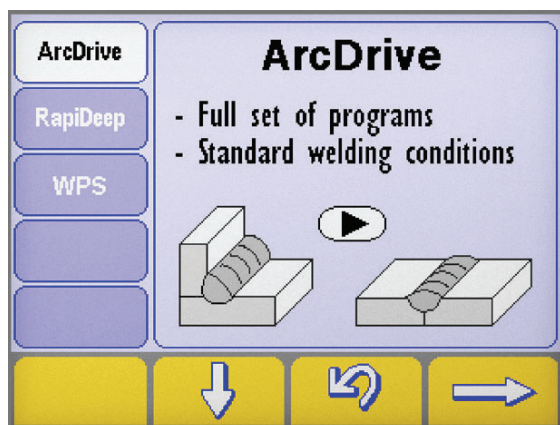 ArcDrive
RapiDeep
WPS
ArcDrive
- Full set of programs
- Standard welding conditions